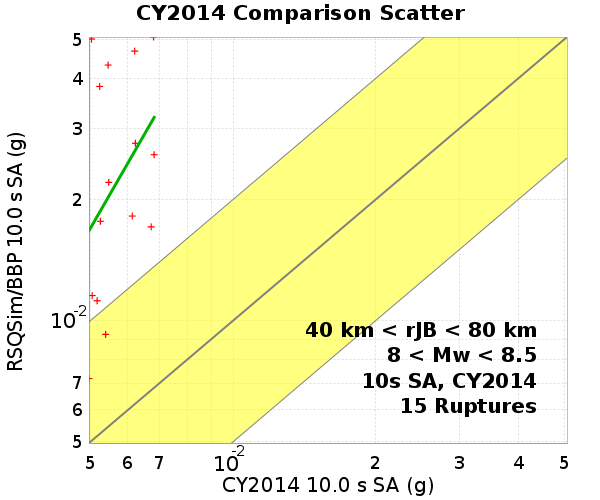 CY2014 Comparison Scatter
5
4
3
2
10-2
7
6
5
RSQSim/BBP 10.0 s SA (g)
40 km < rJB < 80 km
8 < Mw < 8.5
10s SA, CY2014
15 Ruptures
5 6 7 10-2 2 3 4 5
CY2014 10.0 s SA (g)